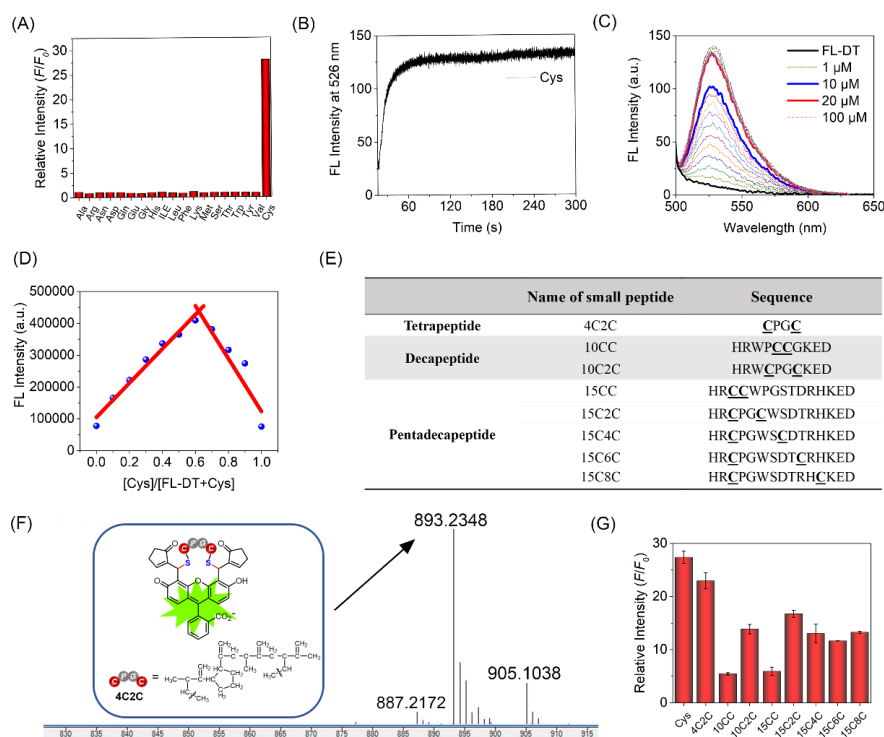 (A)
Relative Intensity (F/F0)
30
25
20
15
10
5
0
Ala Arg Asn Asp Gln Glu Gly His ILE Leu Phe Lys Met Ser Thr Trp Tyr Val Cys
(B)
FL Intensity at 526 nm
150
100
50
0
Cys
60 120 180 240 300
Time (s)
(C)
FL Intensity (a.u.)
150
100
50
0
FL-DT
1 μM
10 μM
20 μM
100 μM
500 550 600 650
Wavelength (nm)
(D)
FL Intensity (a.u.)
500000
400000
300000
200000
100000
0
0.0 0.2 0.4 0.6 0.8 1.0
[Cys]/[FL-DT+Cys]
(E)
Name of small peptide Sequence
Tetrapeptide 4C2C CPGC
Decapeptide 10CC HRWPCCGKED
10C2C HRWCPGCKED
Pentadecapeptide 15CC HRCCWPGSTDRHKED
15C2C HRCPGCWSDTRHKED
15C4C HRCPGWSCDTRHKED
15C6C HRCPGWSDTCRHKED
15C8C HRCPGWSDTRHCKED
(F)
C P G C
O S S O
O O OH
CO2-
C P G C =
4C2C
CH2 CH2 CH2 CH2
CH3
887.2172
893.2348
905.1038
830 835 840 845 850 855 860 865 870 875 880 885 890 895 900 905 910 915
(G)
Relative Intensity (F/F0)
30
20
10
0
Cys 4C2C 10CC 10C2C 15CC 15C2C 15C4C 15C6C 15C8C